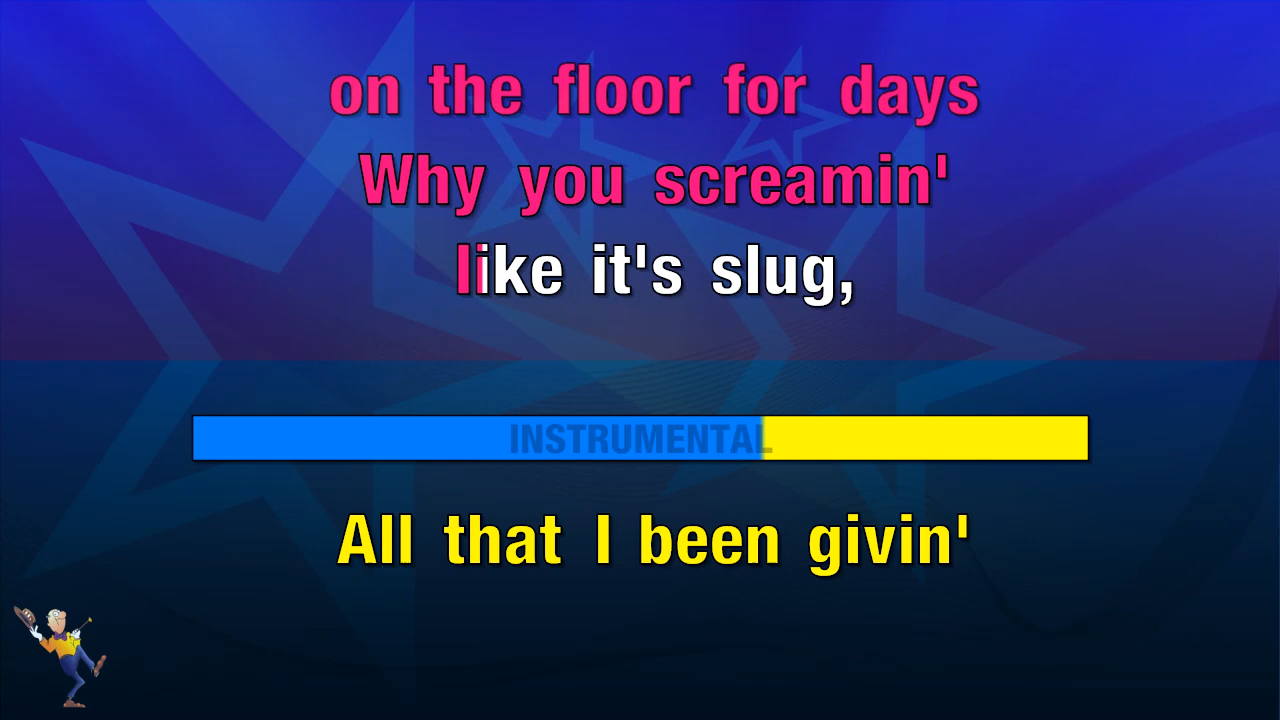 on the floor for days
Why you screamin'
like it's slug,
INSTRUMENTAL
All that I been givin'